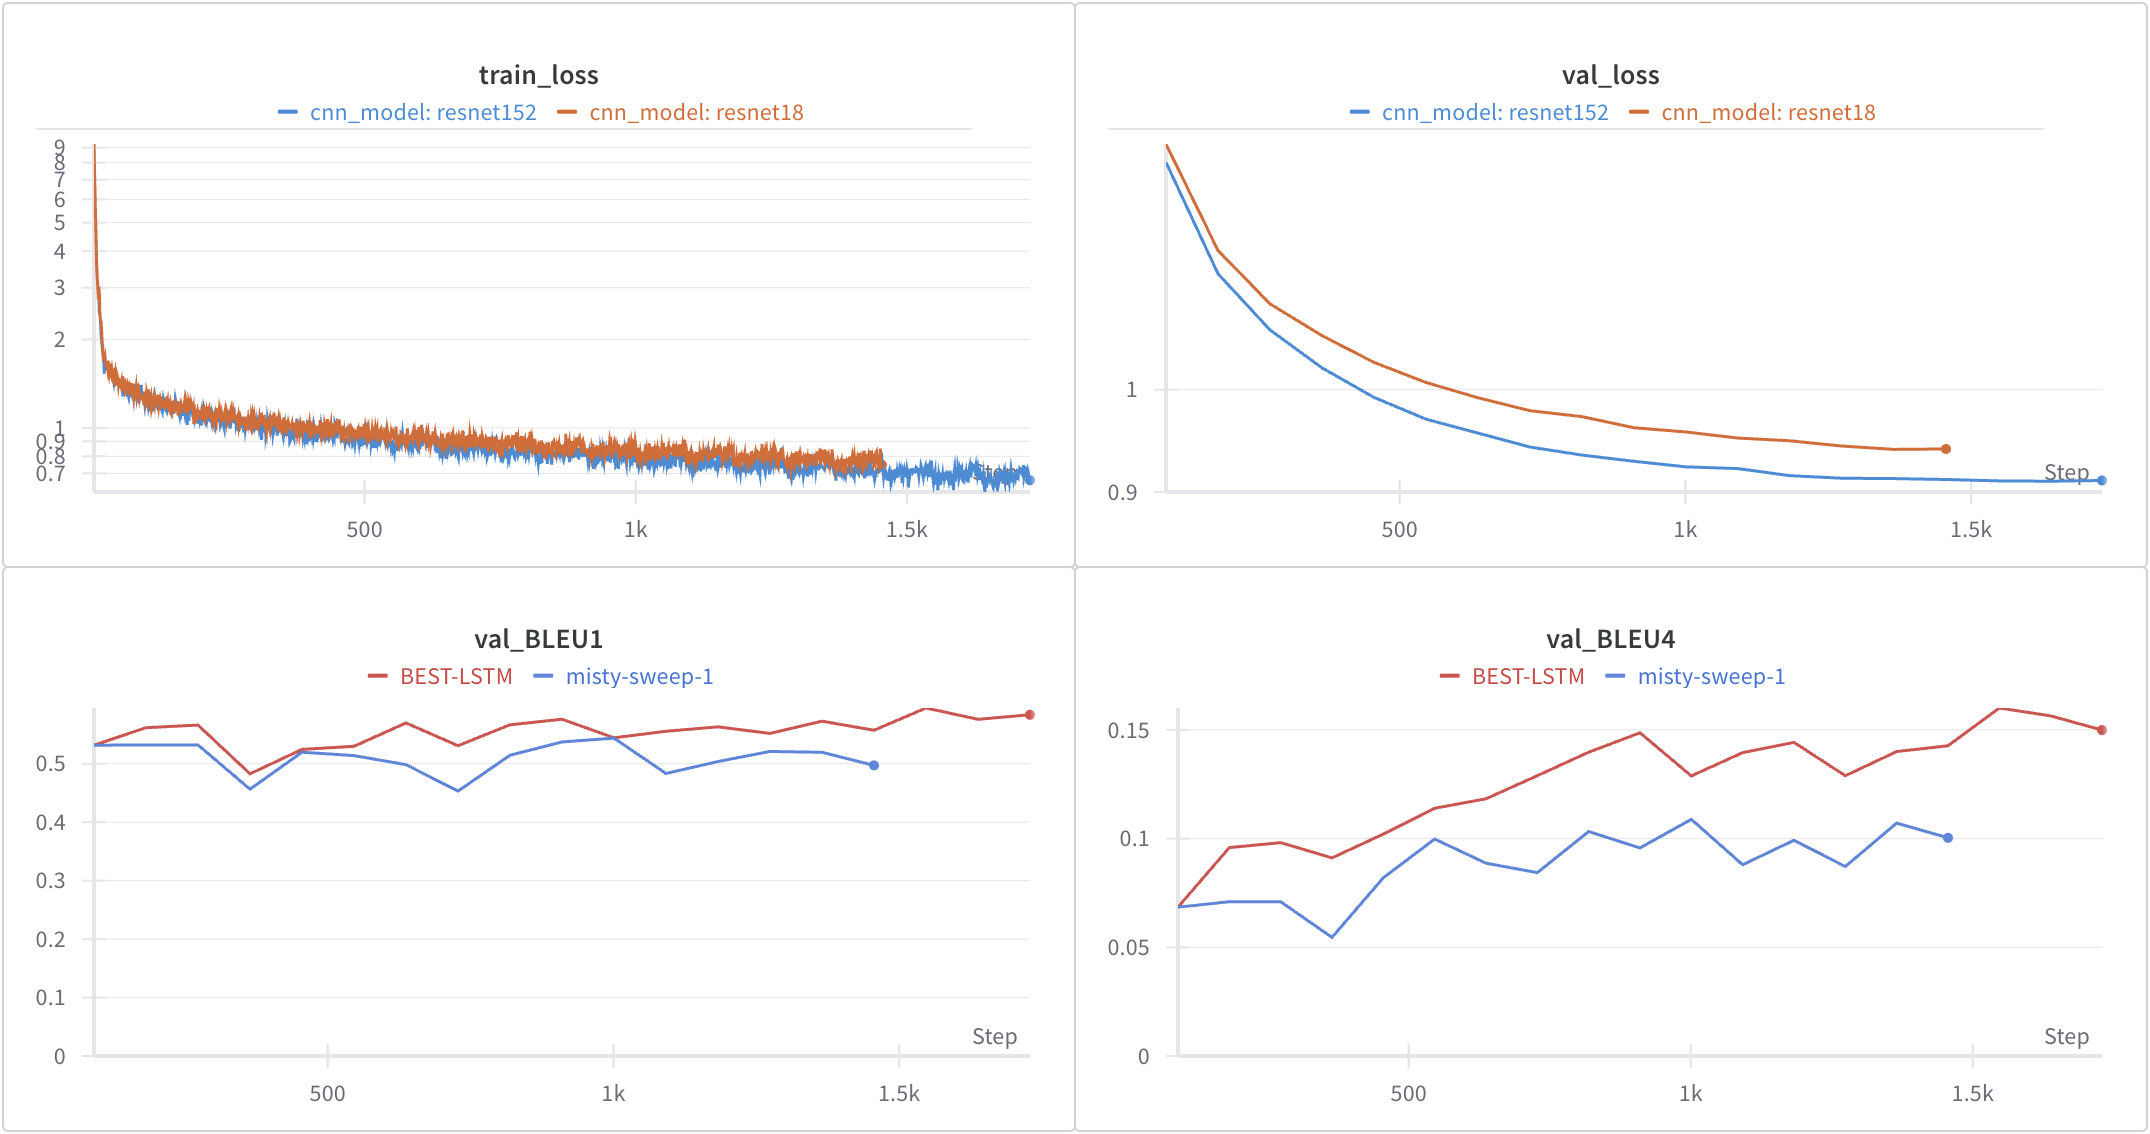 train_loss
cnn_model: resnet152 cnn_model: resnet18
9
8
7
6
5
4
3
2
1
0.9
0.8
0.7
Step
500 1k 1.5k
val_loss
cnn_model: resnet152 cnn_model: resnet18
1
0.9
Step
500 1k 1.5k
val_BLEU1
BEST-LSTM misty-sweep-1
0.5
0.4
0.3
0.2
0.1
0
Step
500 1k 1.5k
val_BLEU4
BEST-LSTM misty-sweep-1
0.15
0.1
0.05
0
Step
500 1k 1.5k